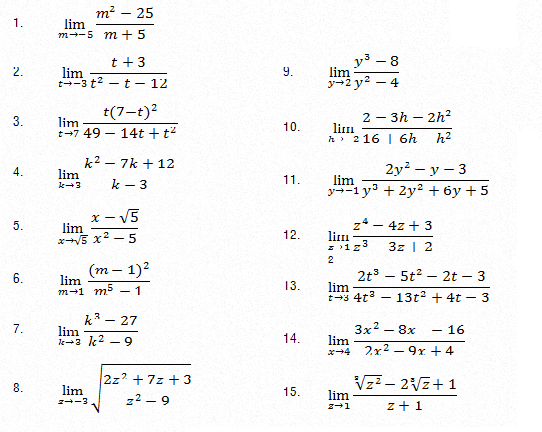 1. lim m→−5 (m² − 25)/(m + 5)
2. lim t→−3 (t + 3)/(t² − t − 12)
3. lim t→7 t(7−t)²/(49 − 14t + t²)
4. lim k→3 (k² − 7k + 12)/(k − 3)
5. lim x→√5 (x − √5)/(x² − 5)
6. lim m→1 (m − 1)²/(m⁵ − 1)
7. lim k→3 (k³ − 27)/(k² − 9)
8. lim z→−3 √((2z² + 7z + 3)/(z² − 9))
9. lim y→2 (y³ − 8)/(y² − 4)
10. lim h› 2 (2 − 3h − 2h²)/(16 | 6h h²)
11. lim y→−1 (2y² − y − 3)/(y³ + 2y² + 6y + 5)
12. lim z ›1 (z⁴ − 4z + 3)/(z³ 3z | 2)
2
13. lim t→3 (2t³ − 5t² − 2t − 3)/(4t³ − 13t² + 4t − 3)
14. lim x→4 (3x² − 8x − 16)/(2x² − 9x + 4)
15. lim z→1 (∛z² − 2∛z + 1)/(z + 1)